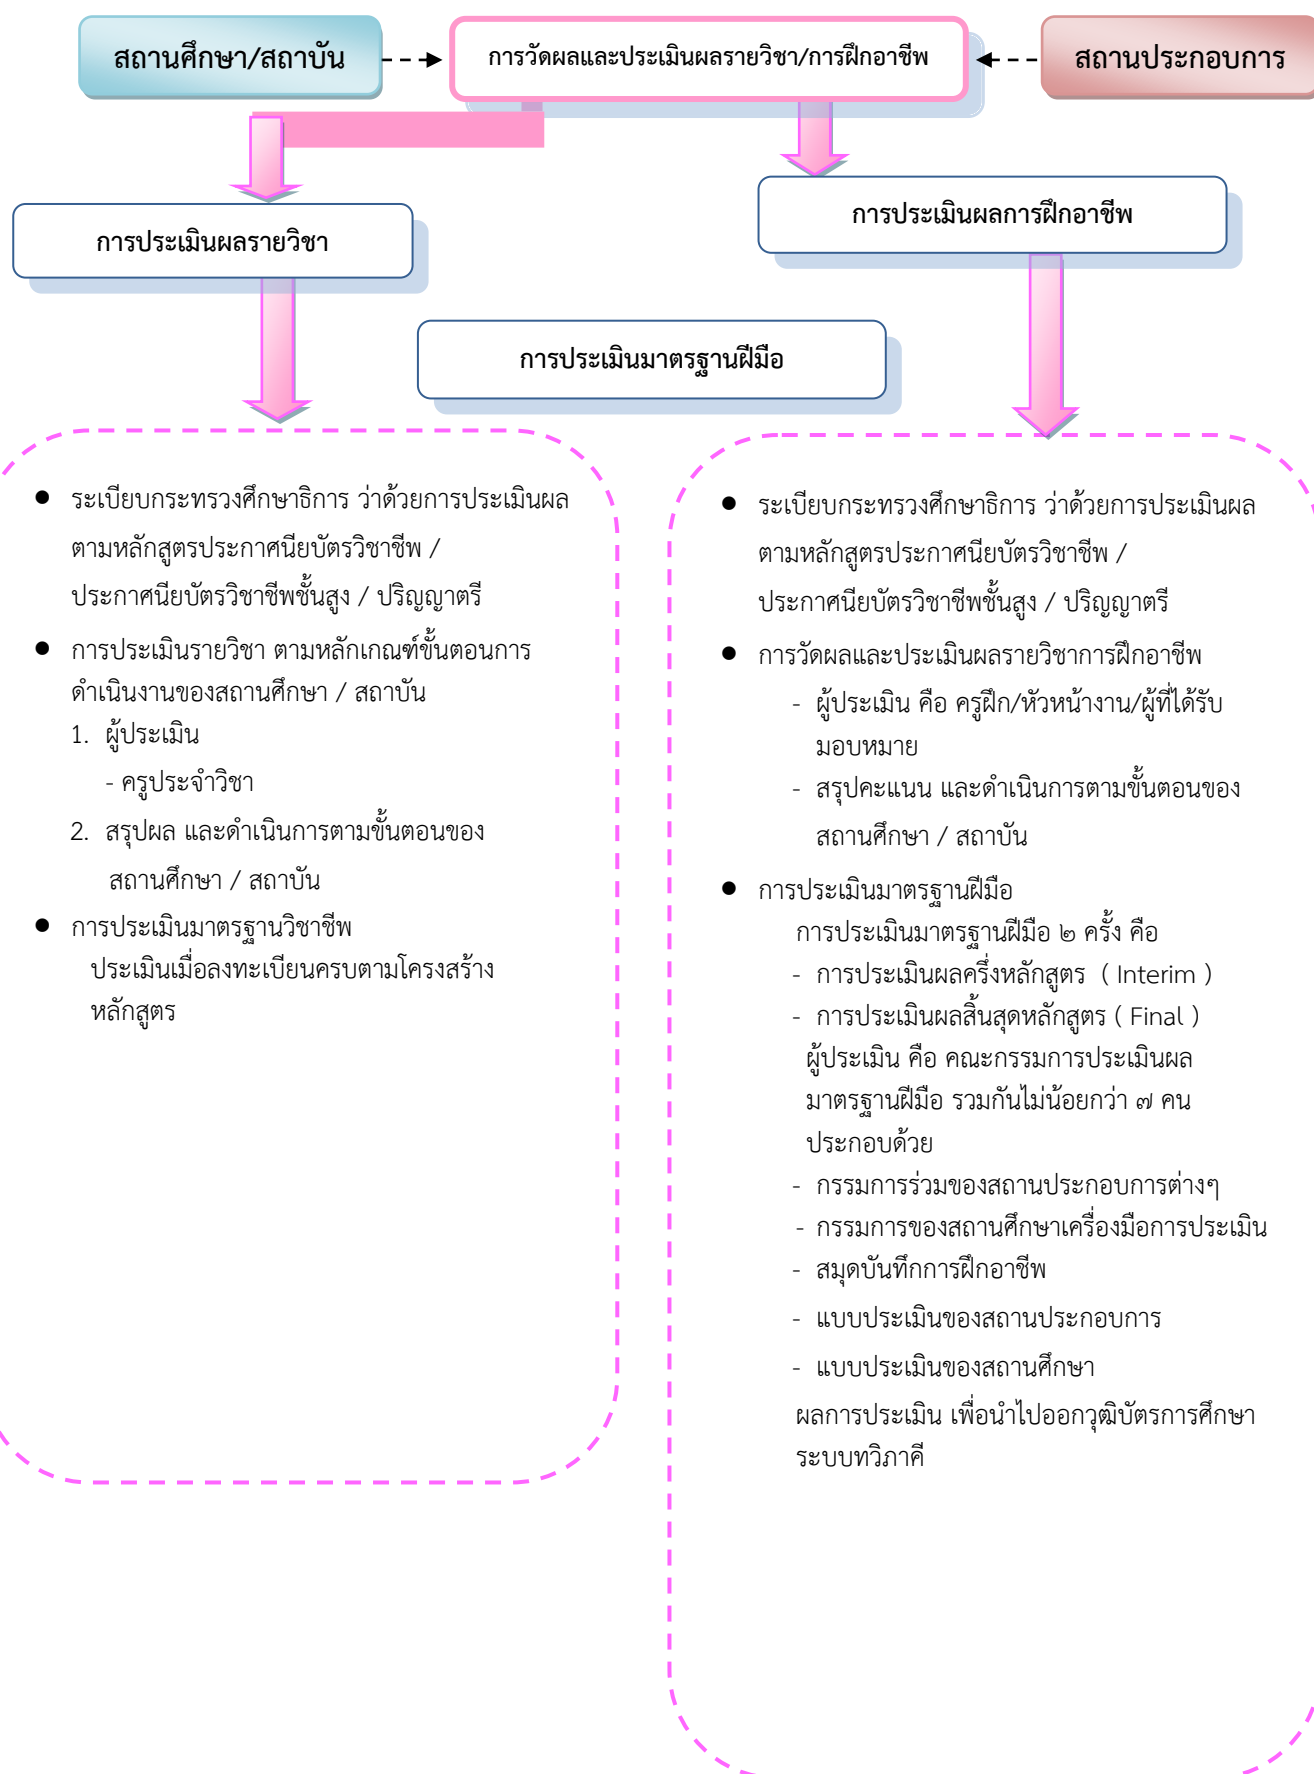 สถานศึกษา/สถาบัน
การวัดผลและประเมินผลรายวิชา/การฝึกอาชีพ
สถานประกอบการ
การประเมินผลรายวิชา
การประเมินผลการฝึกอาชีพ
การประเมินมาตรฐานฝีมือ
● ระเบียบกระทรวงศึกษาธิการ ว่าด้วยการประเมินผล
ตามหลักสูตรประกาศนียบัตรวิชาชีพ /
ประกาศนียบัตรวิชาชีพชั้นสูง / ปริญญาตรี
● การประเมินรายวิชา ตามหลักเกณฑ์ขั้นตอนการ
ดำเนินงานของสถานศึกษา / สถาบัน
1. ผู้ประเมิน
- ครูประจำวิชา
2. สรุปผล และดำเนินการตามขั้นตอนของ
สถานศึกษา / สถาบัน
● การประเมินมาตรฐานวิชาชีพ
ประเมินเมื่อลงทะเบียนครบตามโครงสร้าง
หลักสูตร
● ระเบียบกระทรวงศึกษาธิการ ว่าด้วยการประเมินผล
ตามหลักสูตรประกาศนียบัตรวิชาชีพ /
ประกาศนียบัตรวิชาชีพชั้นสูง / ปริญญาตรี
● การวัดผลและประเมินผลรายวิชาการฝึกอาชีพ
- ผู้ประเมิน คือ ครูฝึก/หัวหน้างาน/ผู้ที่ได้รับ
มอบหมาย
- สรุปคะแนน และดำเนินการตามขั้นตอนของ
สถานศึกษา / สถาบัน
● การประเมินมาตรฐานฝีมือ
การประเมินมาตรฐานฝีมือ ๒ ครั้ง คือ
- การประเมินผลครึ่งหลักสูตร ( Interim )
- การประเมินผลสิ้นสุดหลักสูตร ( Final )
ผู้ประเมิน คือ คณะกรรมการประเมินผล
มาตรฐานฝีมือ รวมกันไม่น้อยกว่า ๗ คน
ประกอบด้วย
- กรรมการร่วมของสถานประกอบการต่างๆ
- กรรมการของสถานศึกษาเครื่องมือการประเมิน
- สมุดบันทึกการฝึกอาชีพ
- แบบประเมินของสถานประกอบการ
- แบบประเมินของสถานศึกษา
ผลการประเมิน เพื่อนำไปออกวุฒิบัตรการศึกษา
ระบบทวิภาคี